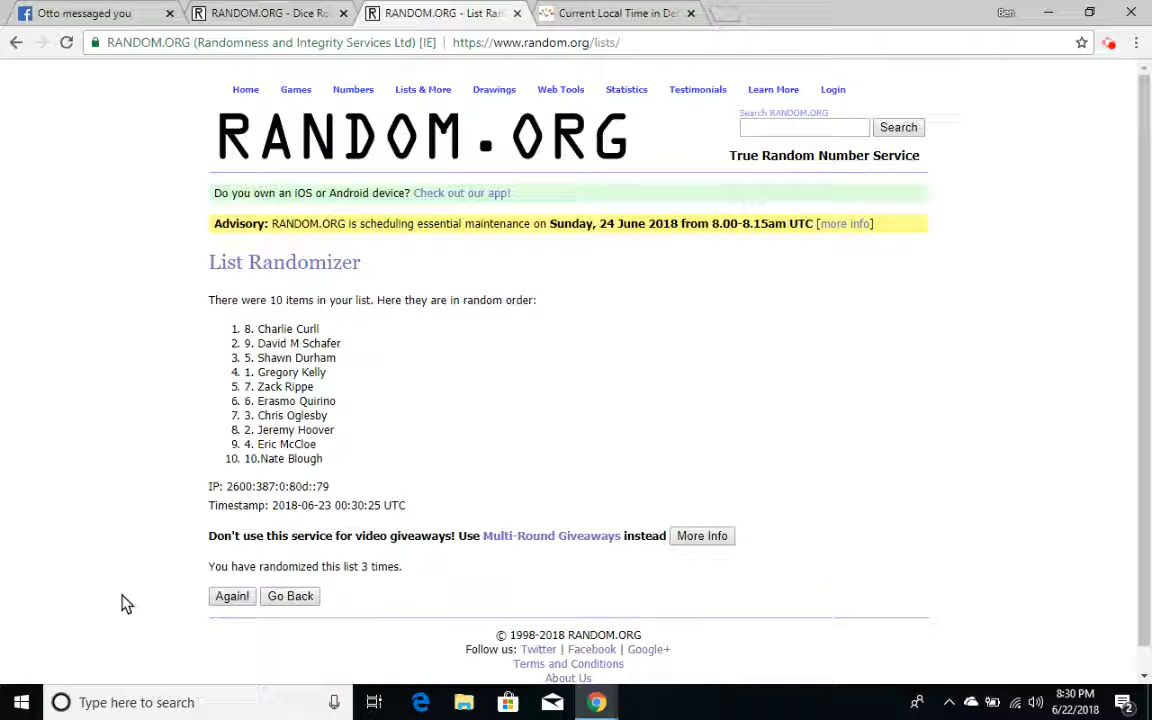 Otto messaged you
RANDOM.ORG - Dice Ro
RANDOM.ORG - List Ran
Current Local Time in De
Ben
RANDOM.ORG (Randomness and Integrity Services Ltd) [IE] | https://www.random.org/lists/
Home Games Numbers Lists & More Drawings Web Tools Statistics Testimonials Learn More Login
Search RANDOM.ORG
RANDOM.ORG
Search
True Random Number Service
Do you own an iOS or Android device? Check out our app!
Advisory: RANDOM.ORG is scheduling essential maintenance on Sunday, 24 June 2018 from 8.00-8.15am UTC [more info]
List Randomizer
There were 10 items in your list. Here they are in random order:
1. 8. Charlie Curll
2. 9. David M Schafer
3. 5. Shawn Durham
4. 1. Gregory Kelly
5. 7. Zack Rippe
6. 6. Erasmo Quirino
7. 3. Chris Oglesby
8. 2. Jeremy Hoover
9. 4. Eric McCloe
10. 10.Nate Blough
IP: 2600:387:0:80d::79
Timestamp: 2018-06-23 00:30:25 UTC
Don't use this service for video giveaways! Use Multi-Round Giveaways instead More Info
You have randomized this list 3 times.
Again! Go Back
© 1998-2018 RANDOM.ORG
Follow us: Twitter | Facebook | Google+
Terms and Conditions
About Us
Type here to search
8:30 PM
6/22/2018
2